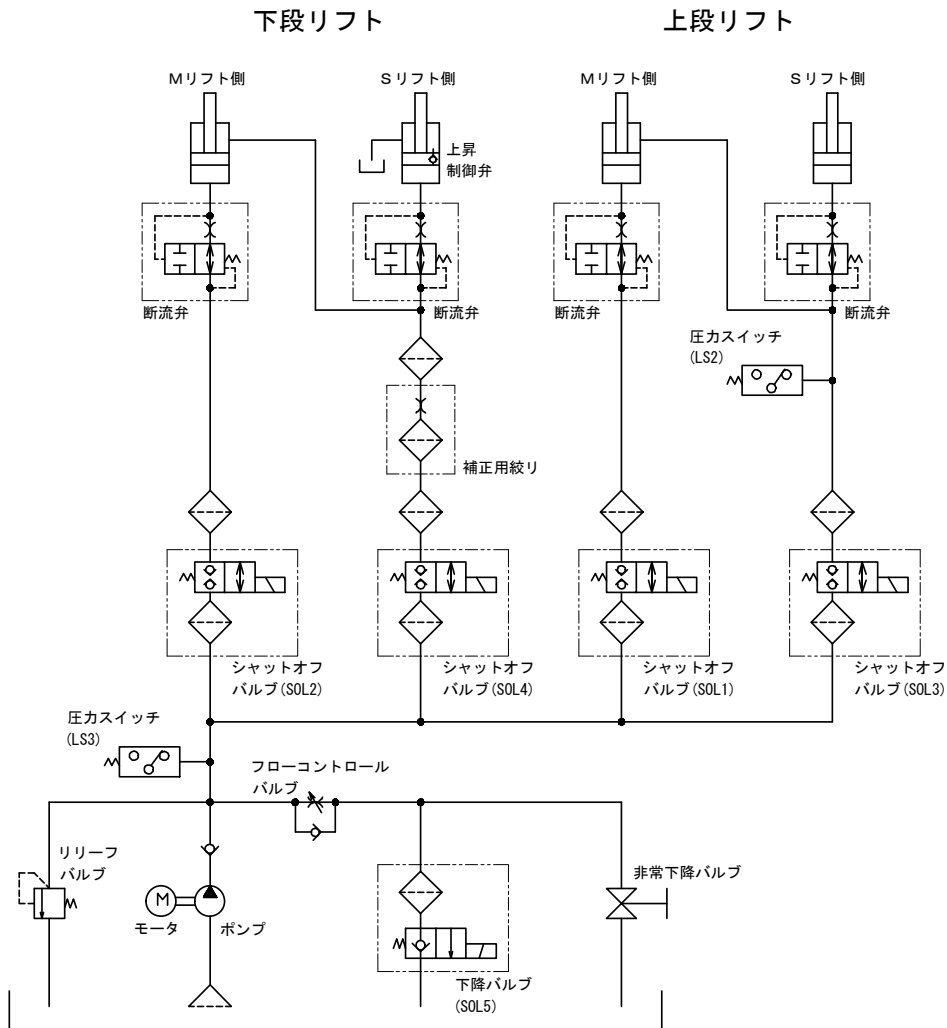 下段リフト
上段リフト
Mリフト側
Sリフト側
Mリフト側
Sリフト側
上昇
制御弁
断流弁
断流弁
断流弁
断流弁
圧力スイッチ
(LS2)
補正用絞り
シャットオフ
バルブ(SOL2)
シャットオフ
バルブ(SOL4)
シャットオフ
バルブ(SOL1)
シャットオフ
バルブ(SOL3)
圧力スイッチ
(LS3)
フローコントロール
バルブ
リリーフ
バルブ
M
モータ
ポンプ
下降バルブ
(SOL5)
非常下降バルブ